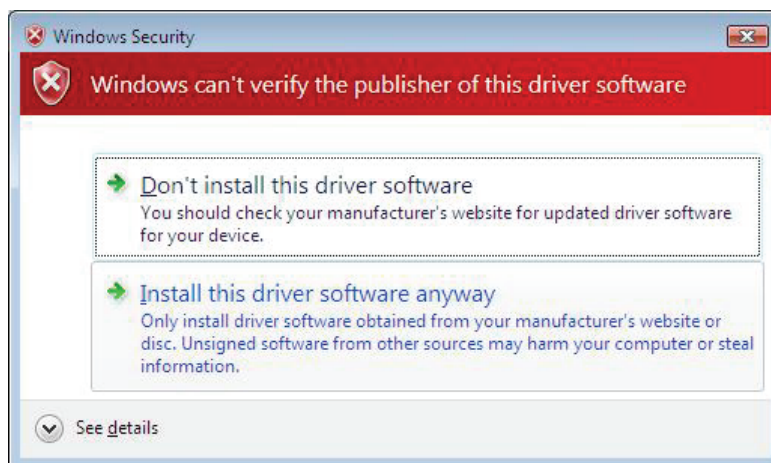 Windows Security
Windows can't verify the publisher of this driver software
Don't install this driver software
You should check your manufacturer's website for updated driver software
for your device.
Install this driver software anyway
Only install driver software obtained from your manufacturer's website or
disc. Unsigned software from other sources may harm your computer or steal
information.
See details